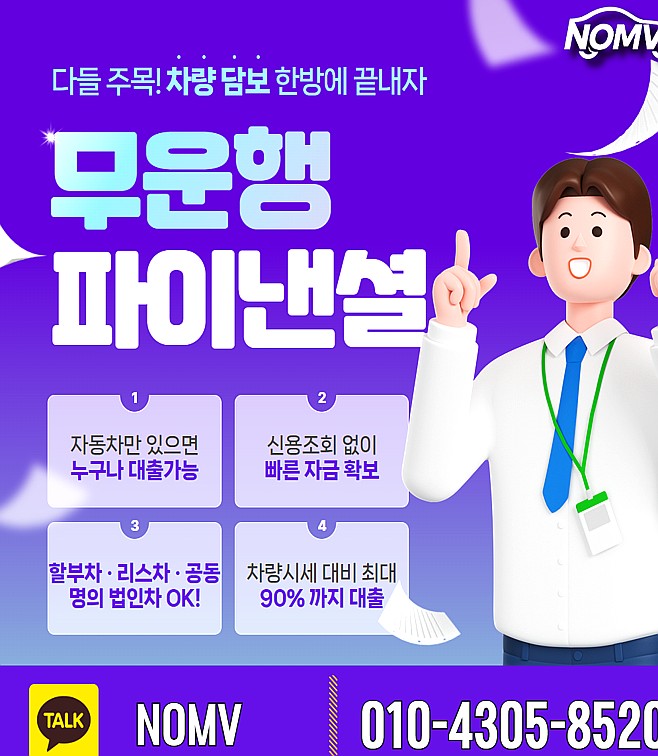 NOMV
다들 주목! 차량 담보 한방에 끝내자
무운행
파이낸셜
1
자동차만 있으면
누구나 대출가능
2
신용조회 없이
빠른 자금 확보
3
할부차 · 리스차 · 공동
명의 법인차 OK!
4
차량시세 대비 최대
90% 까지 대출
TALK
NOMV
010-4305-8520